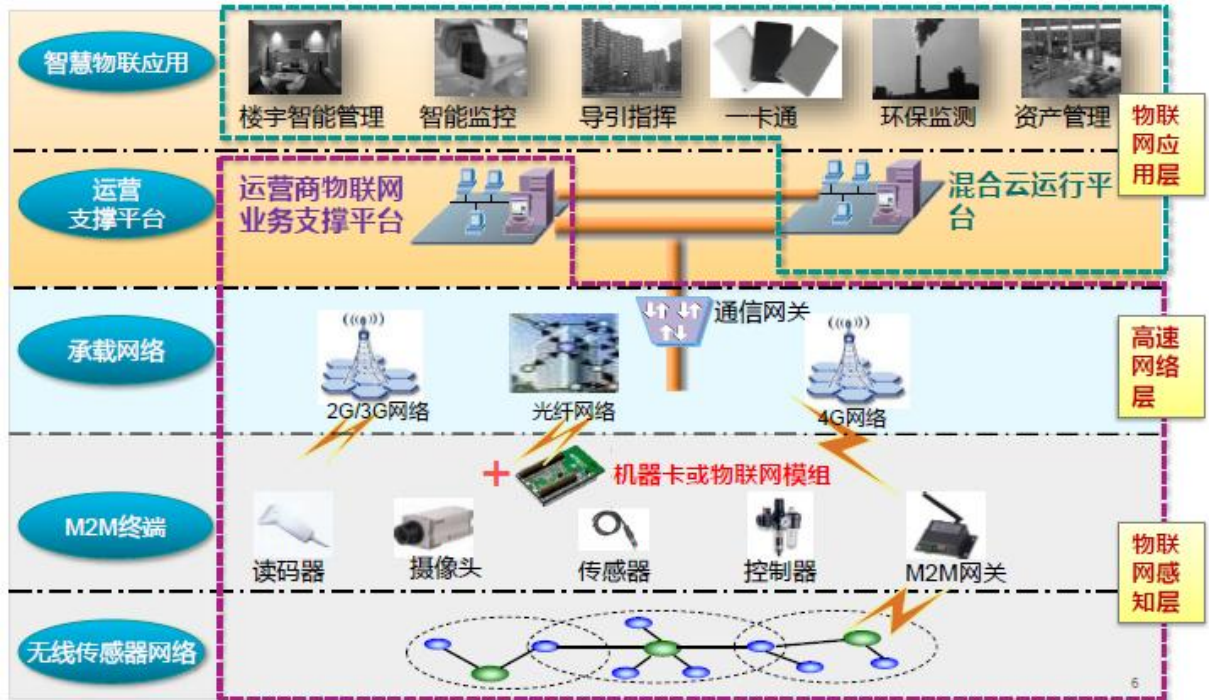 智慧物联应用
楼宇智能管理
智能监控
导引指挥
一卡通
环保监测
资产管理
物联
网应
用层
运营
支撑平台
运营商物联网
业务支撑平台
混合云运行平
台
承载网络
通信网关
2G/3G网络
光纤网络
4G网络
高速
网络
层
M2M终端
+
机器卡或物联网模组
读码器
摄像头
传感器
控制器
M2M网关
物联
网感
知层
无线传感器网络
6